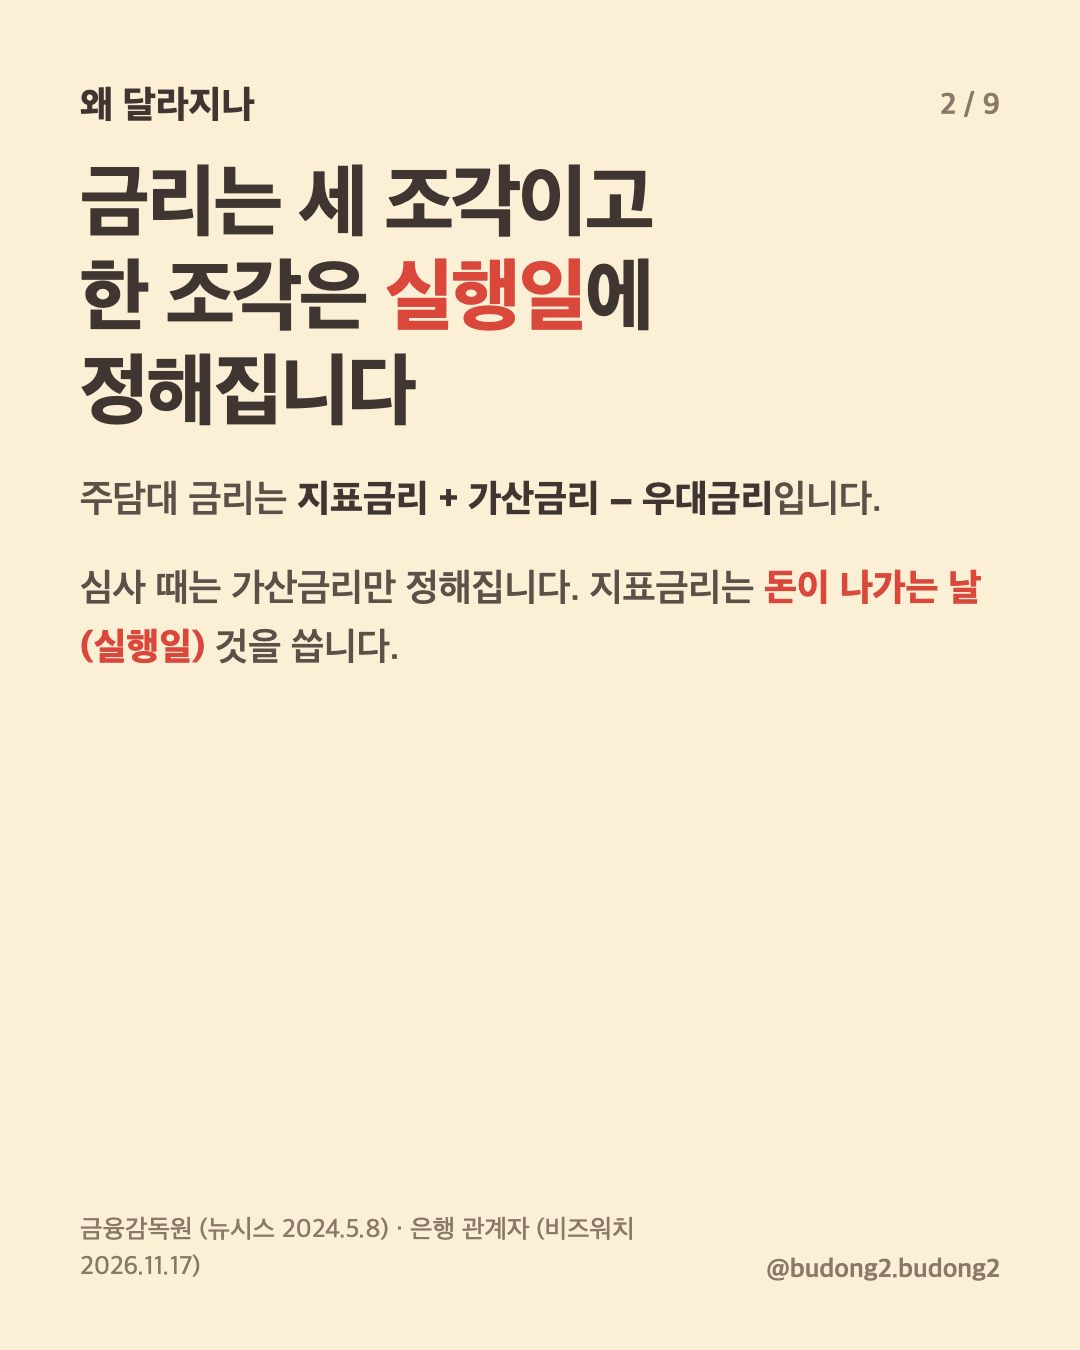 왜 달라지나
2 / 9
금리는 세 조각이고
한 조각은 실행일에
정해집니다
주담대 금리는 지표금리 + 가산금리 – 우대금리입니다.
심사 때는 가산금리만 정해집니다. 지표금리는 돈이 나가는 날
(실행일) 것을 씁니다.
금융감독원 (뉴시스 2024.5.8) · 은행 관계자 (비즈워치
2026.11.17)
@budong2.budong2